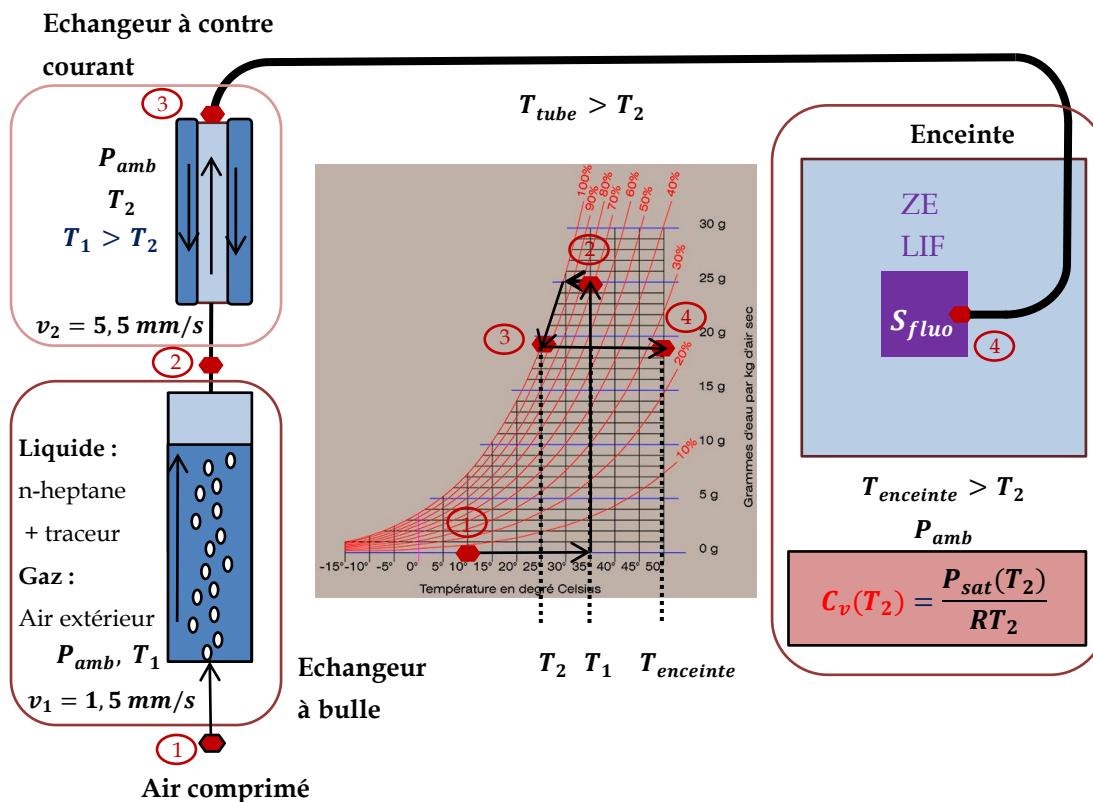 Echangeur à contre
courant
3
P_amb
T_2
T_1 > T_2
v_2 = 5,5 mm/s
2
Liquide :
n-heptane
+ traceur
Gaz :
Air extérieur
P_amb, T_1
v_1 = 1,5 mm/s
1
Air comprimé
Echangeur
à bulle
T_tube > T_2
100%
90%
80%
70%
60%
50%
40%
30%
20%
10%
30 g
25 g
20 g
15 g
10 g
5 g
0 g
Grammes d'eau par kg d'air sec
2
3
4
1
-15° -10° -5° 0° 5° 10° 15° 20° 25° 30° 35° 40° 45° 50°
Température en degré Celsius
T_2 T_1 T_enceinte
Enceinte
ZE
LIF
S_fluo
4
T_enceinte > T_2
P_amb
C_v(T_2) = P_sat(T_2) / RT_2